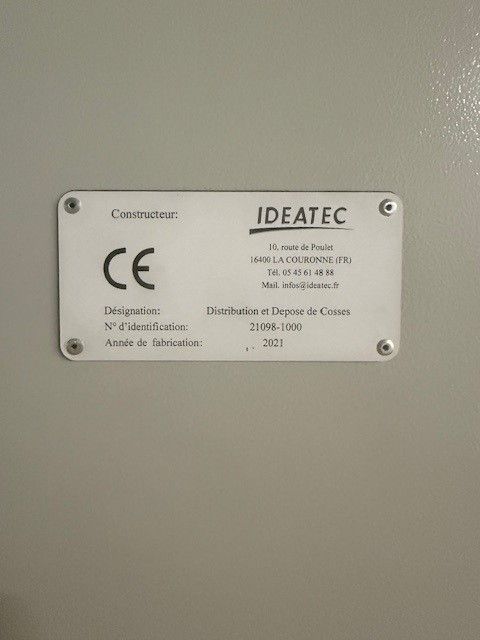 Constructeur:
IDEATEC
10, route de Poulet
16400 LA COURONNE (FR)
Tél. 05 45 61 48 88
Mail. infos@ideatec.fr
CE
Désignation: Distribution et Depose de Cosses
N° d'identification: 21098-1000
Année de fabrication: 2021